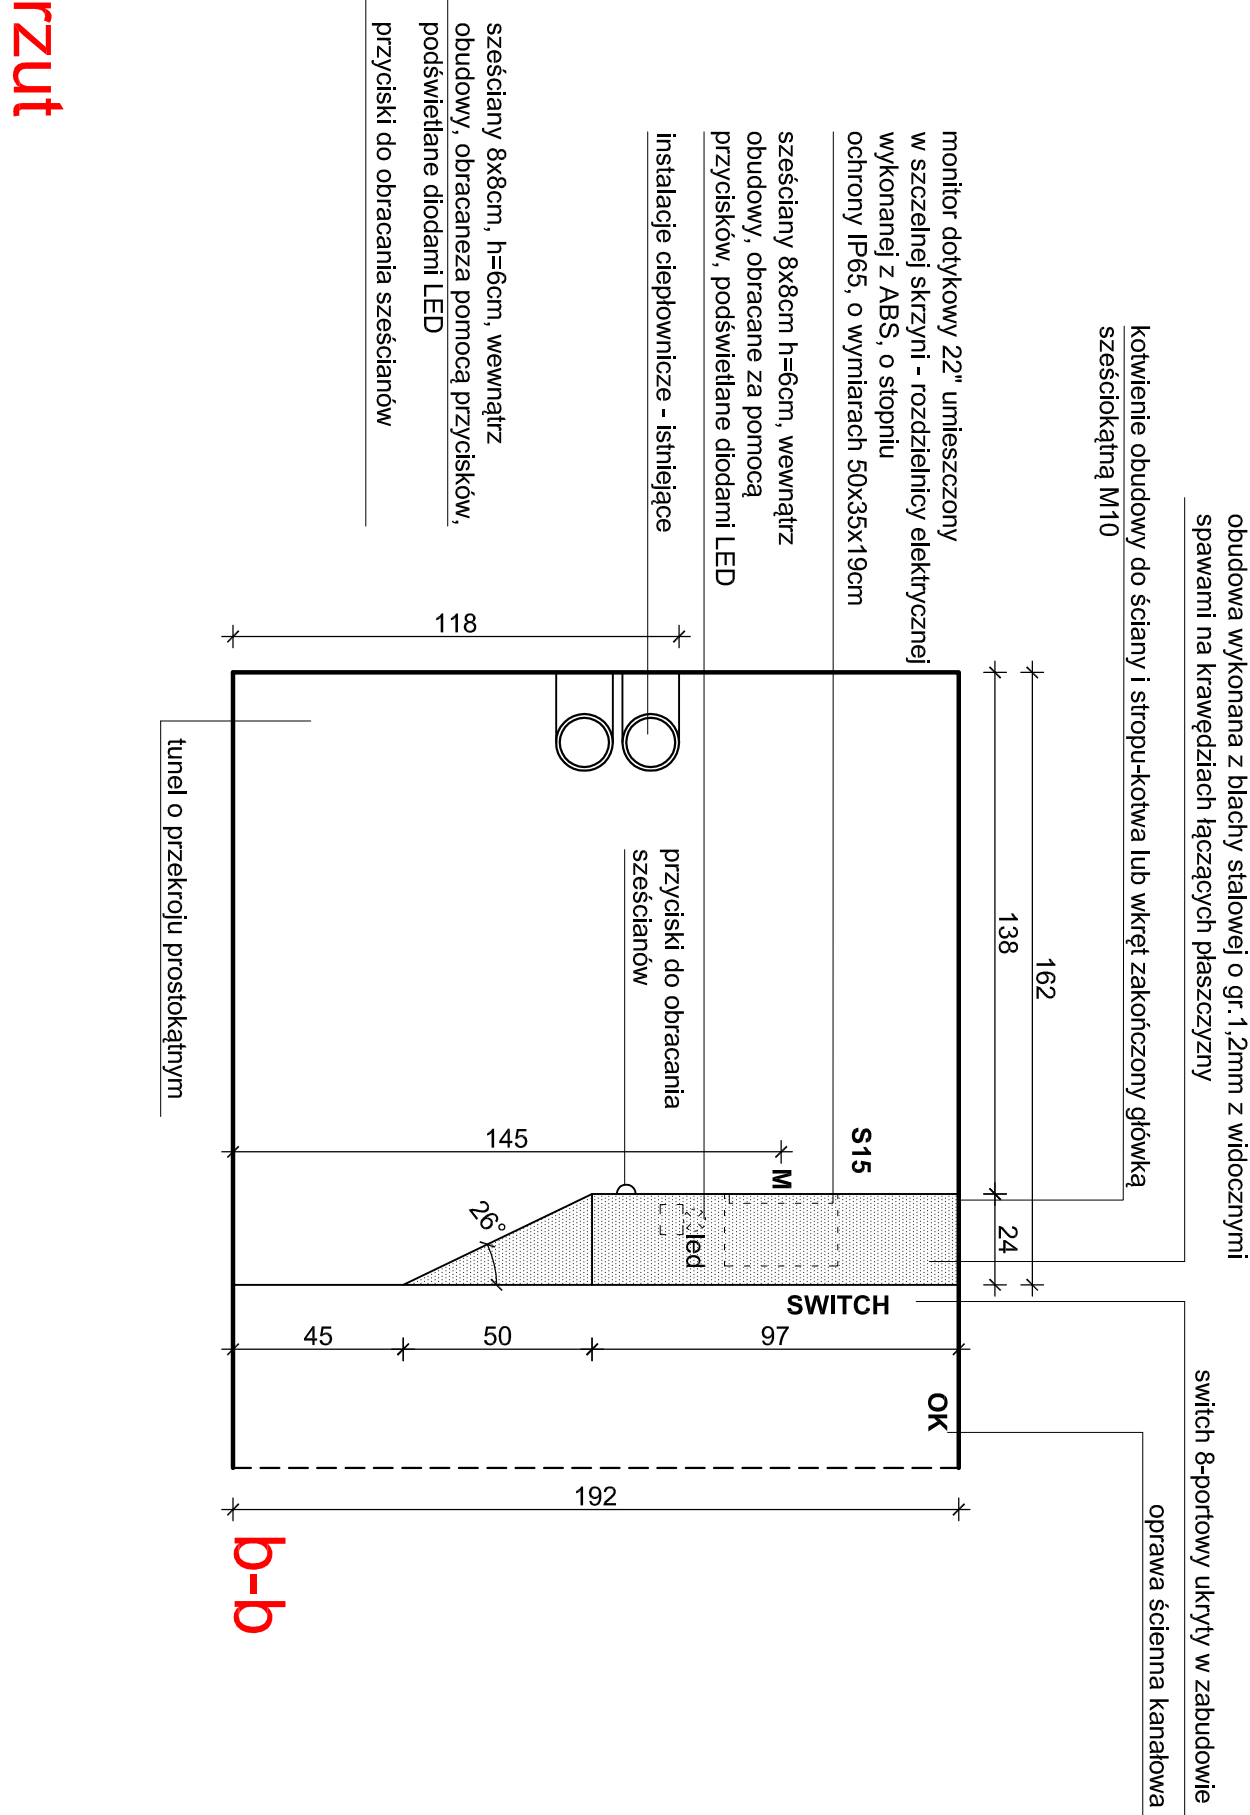 obudowa wykonana z blachy stalowej o gr.1,2mm z widocznymi
spawami na krawędziach łączących płaszczyzny
kotwienie obudowy do ściany i stropu-kotwa lub wkręt zakończony główką
sześciokątną M10
switch 8-portowy ukryty w zabudowie
oprawa ścienna kanałowa
monitor dotykowy 22" umieszczony
w szczelnej skrzyni - rozdzielnicy elektrycznej
wykonanej z ABS, o stopniu
ochrony IP65, o wymiarach 50x35x19cm
sześciany 8x8cm h=6cm, wewnątrz
obudowy, obracane za pomocą
przycisków, podświetlane diodami LED
instalacje ciepłownicze - istniejące
sześciany 8x8cm, h=6cm, wewnątrz
obudowy, obracaneza pomocą przycisków,
podświetlane diodami LED
przyciski do obracania sześcianów
162
138
24
118
przyciski do obracania
sześcianów
145
S15
M
led
26°
SWITCH
OK
45
50
97
192
tunel o przekroju prostokątnym
b-b
rzut